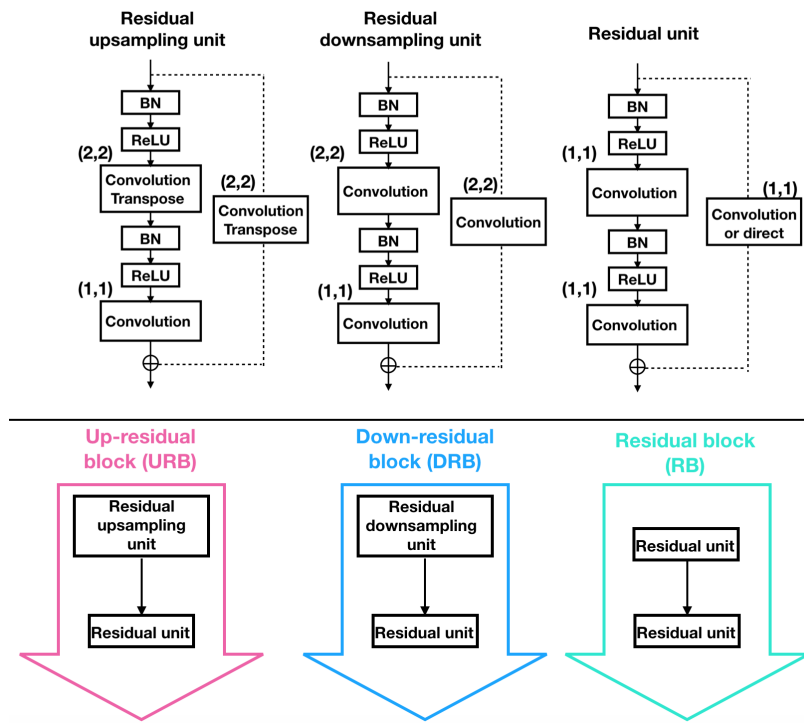 Residual
upsampling unit
BN
ReLU
(2,2)
Convolution
Transpose
(2,2)
Convolution
Transpose
BN
ReLU
(1,1)
Convolution
Residual
downsampling unit
BN
ReLU
(2,2)
Convolution
(2,2)
Convolution
BN
ReLU
(1,1)
Convolution
Residual unit
BN
ReLU
(1,1)
Convolution
(1,1)
Convolution
or direct
BN
ReLU
(1,1)
Convolution
Up-residual
block (URB)
Residual
upsampling
unit
Residual unit
Down-residual
block (DRB)
Residual
downsampling
unit
Residual unit
Residual block
(RB)
Residual unit
Residual unit